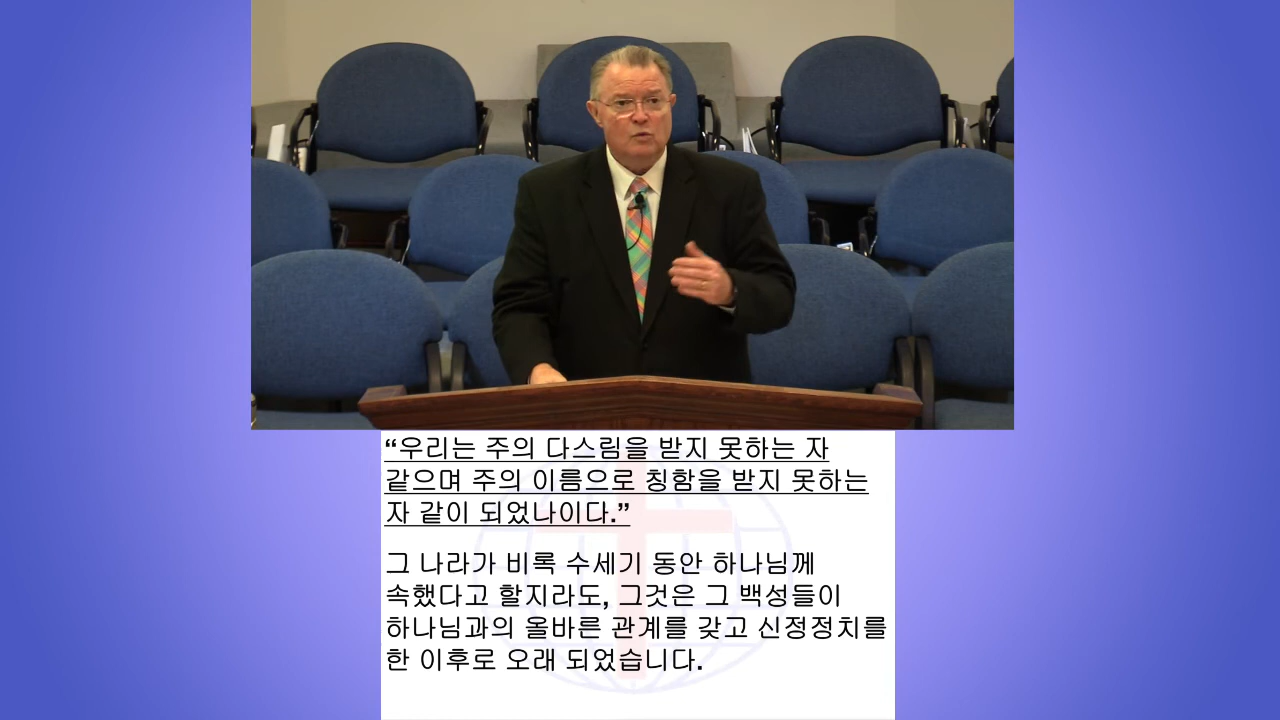 “우리는 주의 다스림을 받지 못하는 자
같으며 주의 이름으로 칭함을 받지 못하는
자 같이 되었나이다.”
그 나라가 비록 수세기 동안 하나님께
속했다고 할지라도, 그것은 그 백성들이
하나님과의 올바른 관계를 갖고 신정정치를
한 이후로 오래 되었습니다.